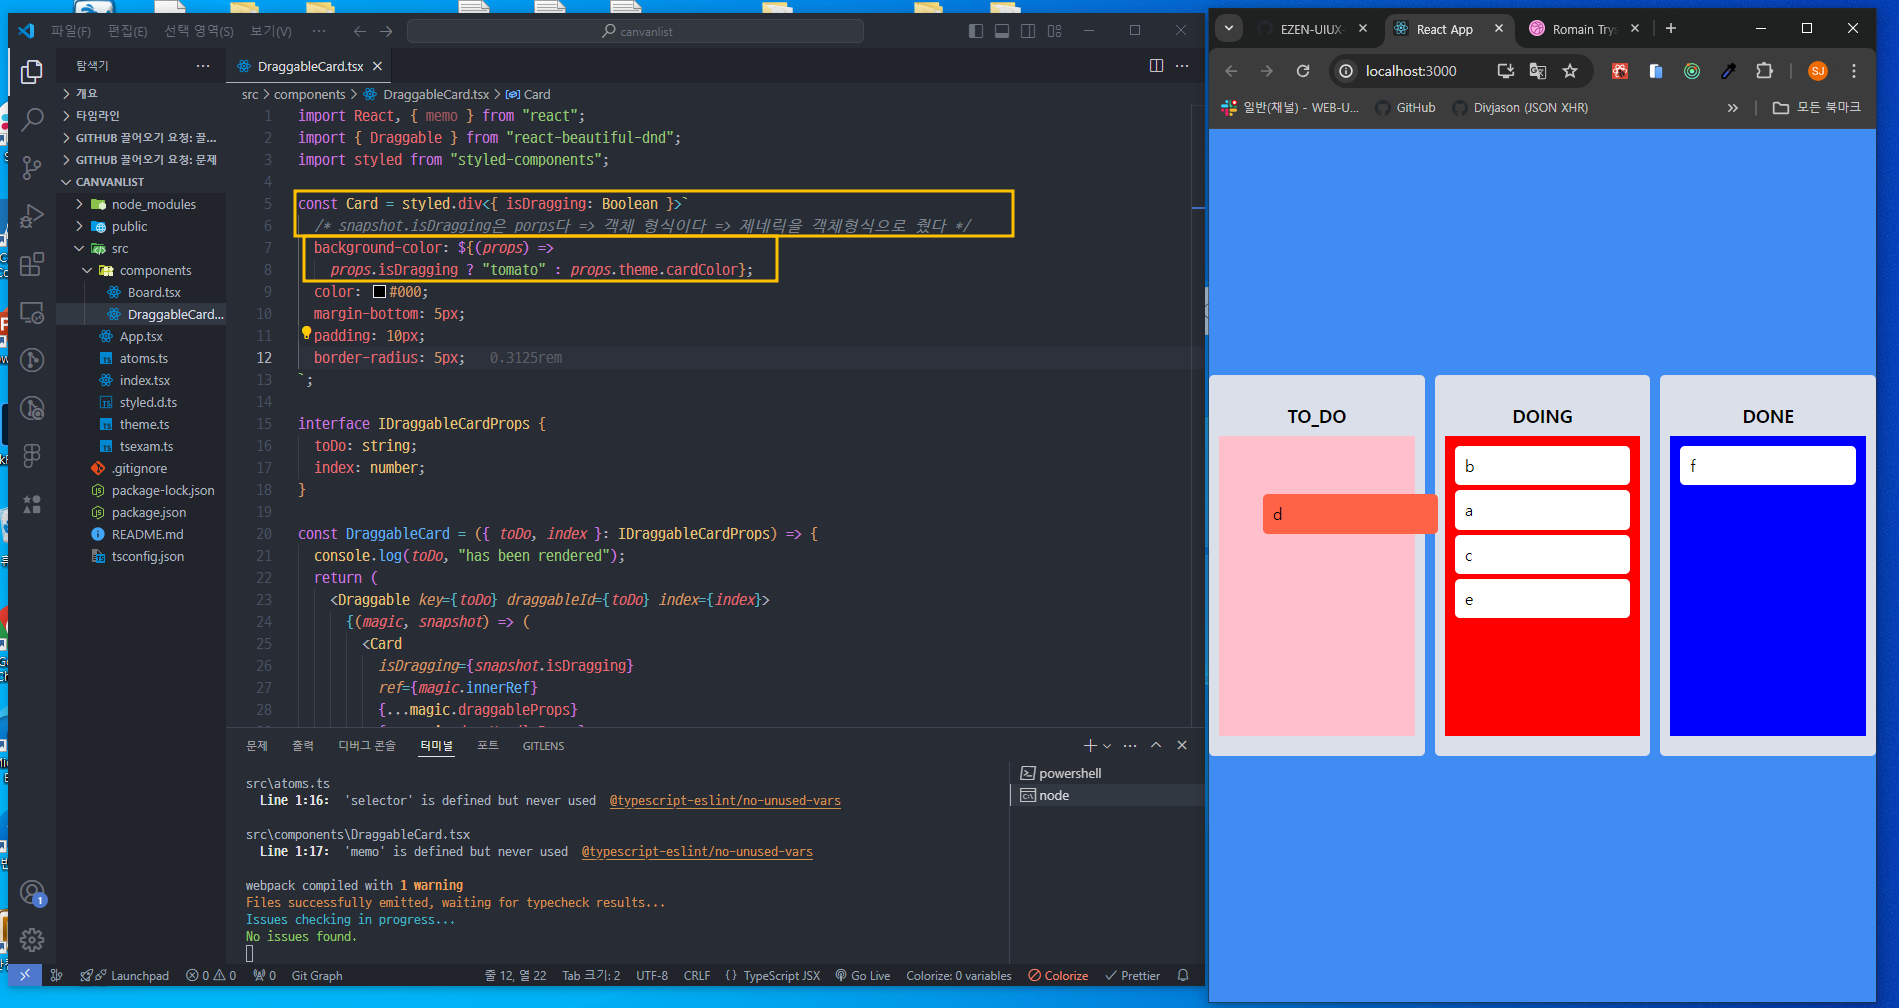 파일(F) 편집(E) 선택 영역(S) 보기(V) ··· canvanlist
탐색기 ···
개요
타임라인
GITHUB 끌어오기 요청: 끌...
GITHUB 끌어오기 요청: 문제
CANVANLIST
node_modules
public
src
components
Board.tsx
DraggableCard...
App.tsx
atoms.ts
index.tsx
styled.d.ts
theme.ts
tsexam.ts
.gitignore
package-lock.json
package.json
README.md
tsconfig.json
DraggableCard.tsx
src > components > DraggableCard.tsx > Card
1 import React, { memo } from "react";
2 import { Draggable } from "react-beautiful-dnd";
3 import styled from "styled-components";
4
5 const Card = styled.div<{ isDragging: Boolean }>`
6 /* snapshot.isDragging은 porps다 => 객체 형식이다 => 제네릭을 객체형식으로 줬다 */
7 background-color: ${(props) =>
8 props.isDragging ? "tomato" : props.theme.cardColor};
9 color: #000;
10 margin-bottom: 5px;
11 padding: 10px;
12 border-radius: 5px; 0.3125rem
13 `;
14
15 interface IDraggableCardProps {
16 toDo: string;
17 index: number;
18 }
19
20 const DraggableCard = ({ toDo, index }: IDraggableCardProps) => {
21 console.log(toDo, "has been rendered");
22 return (
23 <Draggable key={toDo} draggableId={toDo} index={index}>
24 {(magic, snapshot) => (
25 <Card
26 isDragging={snapshot.isDragging}
27 ref={magic.innerRef}
28 {...magic.draggableProps}
문제 출력 디버그 콘솔 터미널 포트 GITLENS
src\atoms.ts
Line 1:16: 'selector' is defined but never used @typescript-eslint/no-unused-vars
src\components\DraggableCard.tsx
Line 1:17: 'memo' is defined but never used @typescript-eslint/no-unused-vars
webpack compiled with 1 warning
Files successfully emitted, waiting for typecheck results...
Issues checking in progress...
No issues found.
powershell
node
1
Launchpad 0 0 0 Git Graph 줄 12, 열 22 Tab 크기: 2 UTF-8 CRLF {} TypeScript JSX Go Live Colorize: 0 variables Colorize Prettier
EZEN-UIUX- React App Romain Trys
localhost:3000 SJ
일반(채널) - WEB-U... GitHub Divjason (JSON XHR) » 모든 북마크
TO_DO
d
DOING
b
a
c
e
DONE
f